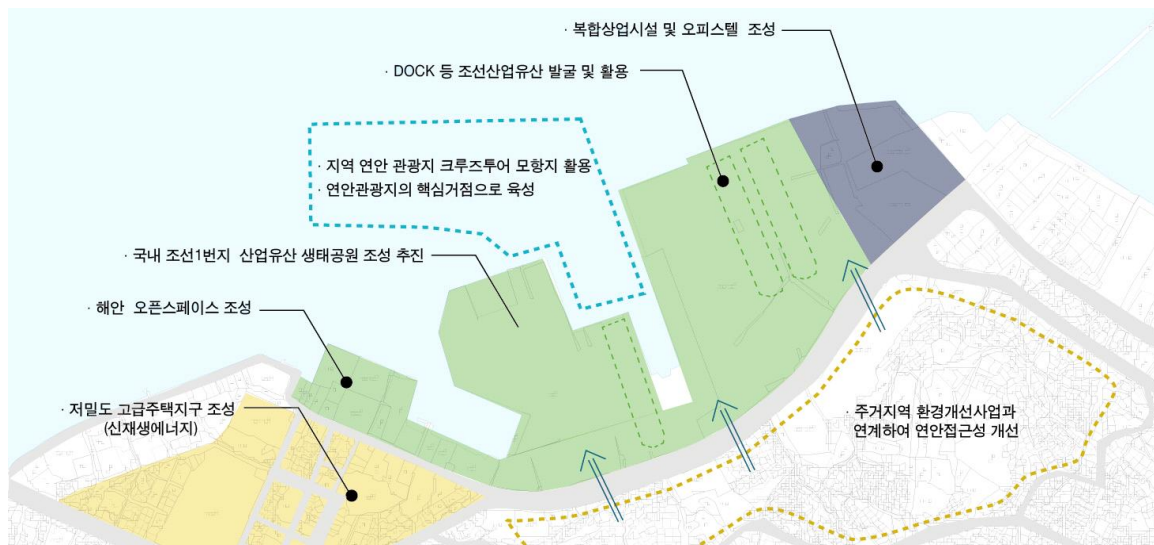 · 복합상업시설 및 오피스텔 조성
· DOCK 등 조선산업유산 발굴 및 활용
· 지역 연안 관광지 크루즈투어 모항지 활용
· 연안관광지의 핵심거점으로 육성
· 국내 조선1번지 산업유산 생태공원 조성 추진
· 해안 오픈스페이스 조성
· 저밀도 고급주택지구 조성
(신재생에너지)
· 주거지역 환경개선사업과
연계하여 연안접근성 개선